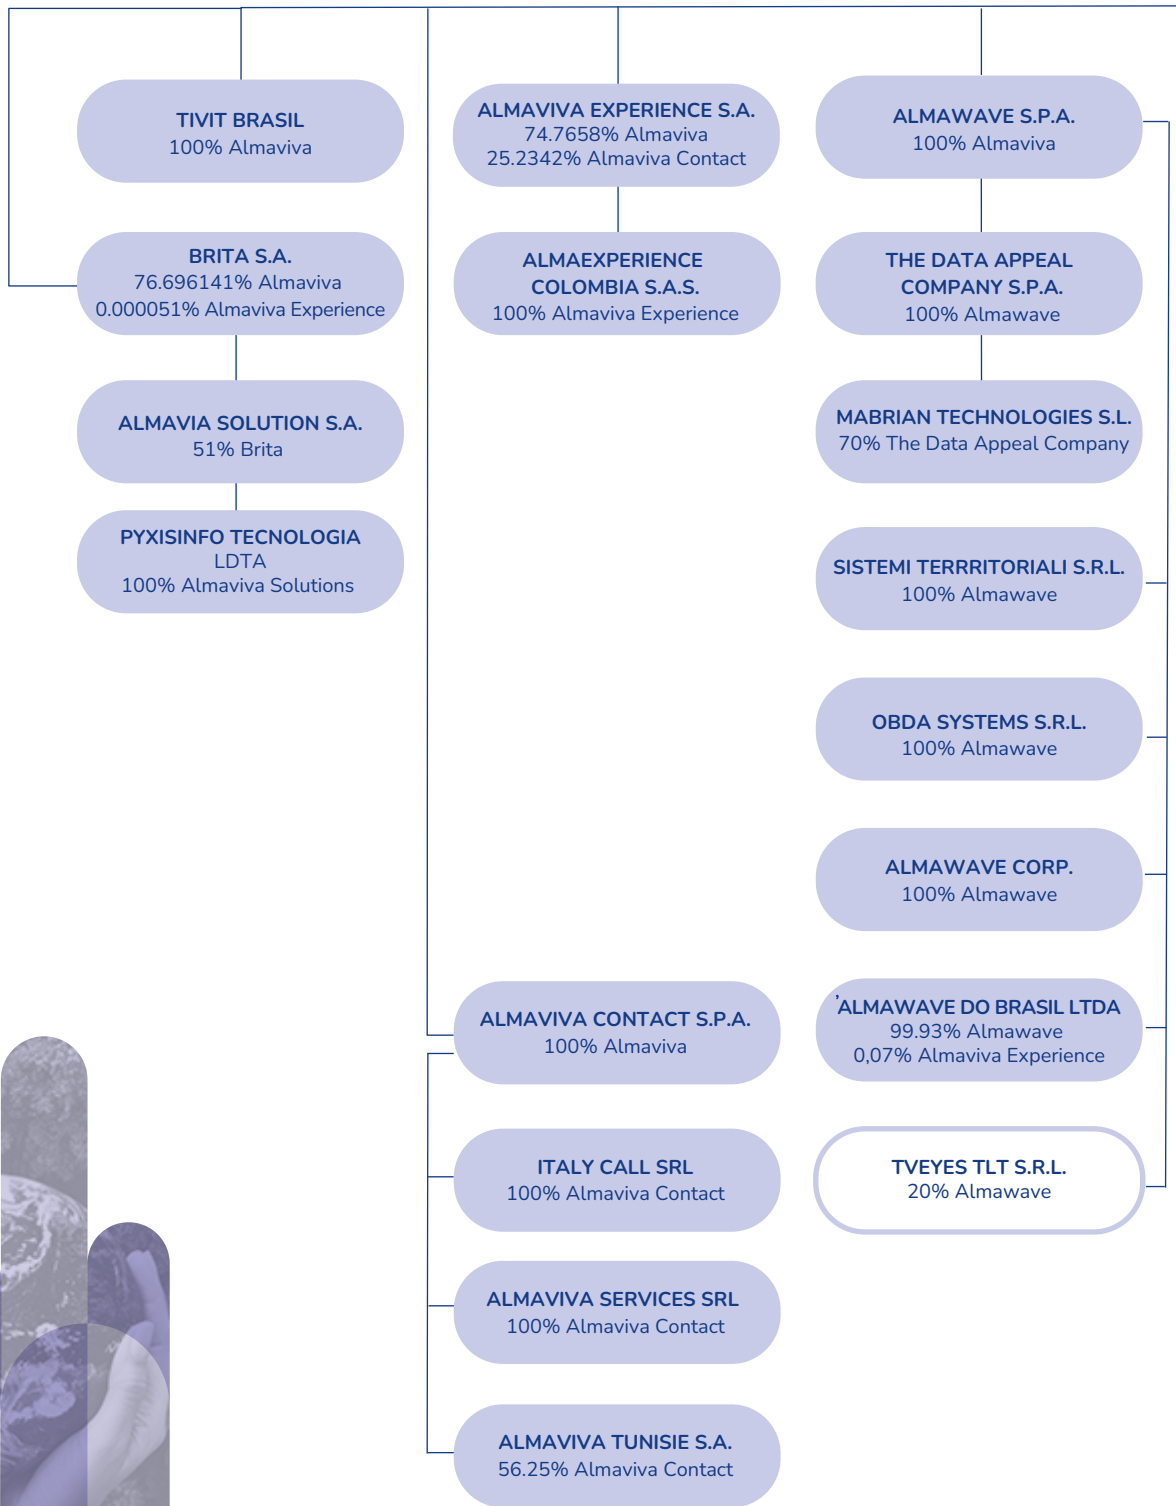 TIVIT BRASIL
100% Almaviva
BRITA S.A.
76.696141% Almaviva
0.000051% Almaviva Experience
ALMAVIA SOLUTION S.A.
51% Brita
PYXISINFO TECNOLOGIA
LDTA
100% Almaviva Solutions
ALMAVIVA EXPERIENCE S.A.
74.7658% Almaviva
25.2342% Almaviva Contact
ALMAEXPERIENCE
COLOMBIA S.A.S.
100% Almaviva Experience
ALMAVIVA CONTACT S.P.A.
100% Almaviva
ITALY CALL SRL
100% Almaviva Contact
ALMAVIVA SERVICES SRL
100% Almaviva Contact
ALMAVIVA TUNISIE S.A.
56.25% Almaviva Contact
ALMAWAVE S.P.A.
100% Almaviva
THE DATA APPEAL
COMPANY S.P.A.
100% Almawave
MABRIAN TECHNOLOGIES S.L.
70% The Data Appeal Company
SISTEMI TERRRITORIALI S.R.L.
100% Almawave
OBDA SYSTEMS S.R.L.
100% Almawave
ALMAWAVE CORP.
100% Almawave
'ALMAWAVE DO BRASIL LTDA
99.93% Almawave
0,07% Almaviva Experience
TVEYES TLT S.R.L.
20% Almawave